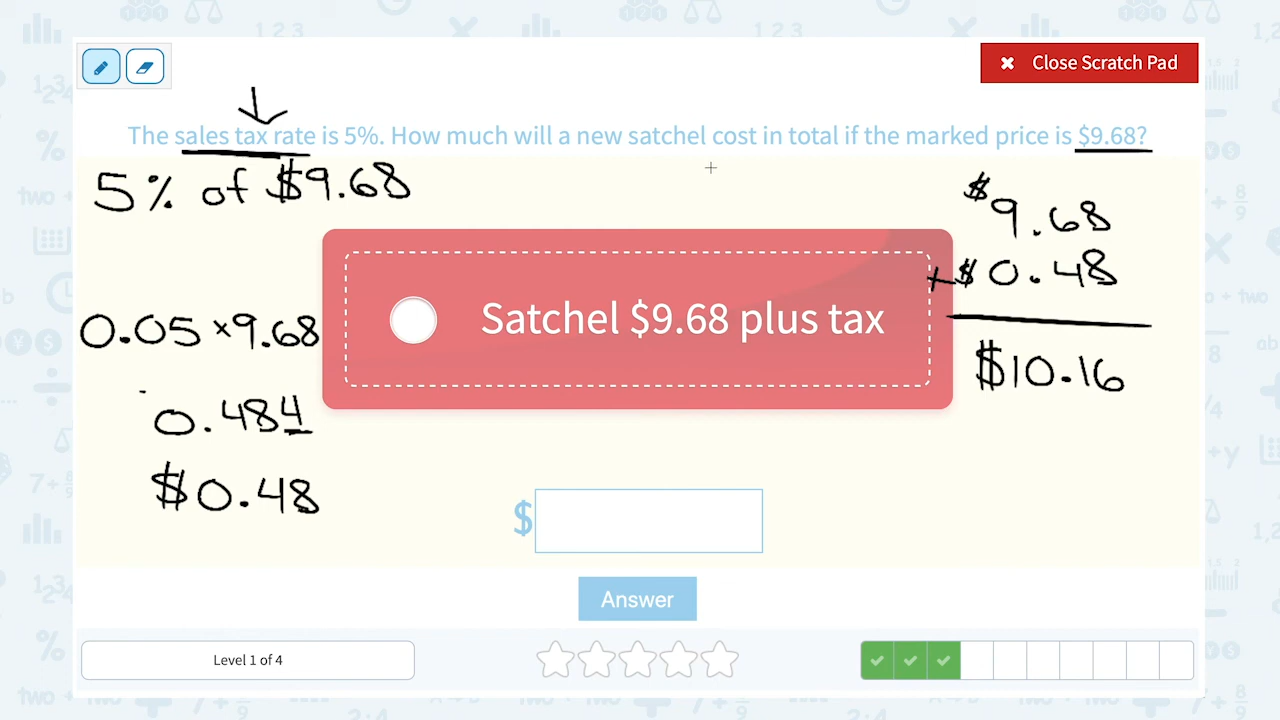 ✖ Close Scratch Pad
The sales tax rate is 5%. How much will a new satchel cost in total if the marked price is $9.68?
5% of $9.68
0.05 × 9.68
0.484
$0.48
Satchel $9.68 plus tax
$9.68
+ $0.48
$10.16
$
Answer
Level 1 of 4